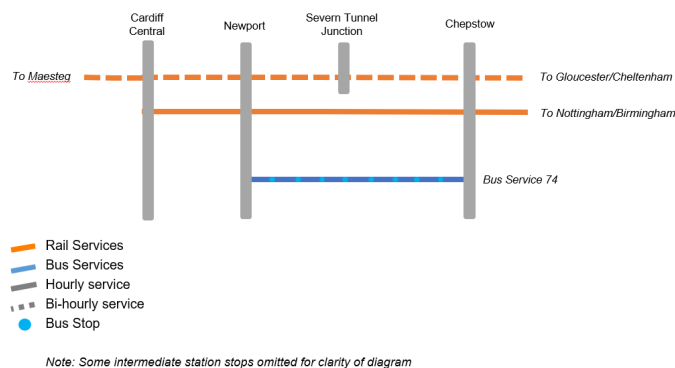 Cardiff
Central
Newport
Severn Tunnel
Junction
Chepstow
To Maesteg
To Gloucester/Cheltenham
To Nottingham/Birmingham
Bus Service 74
Rail Services
Bus Services
Hourly service
Bi-hourly service
Bus Stop
Note: Some intermediate station stops omitted for clarity of diagram